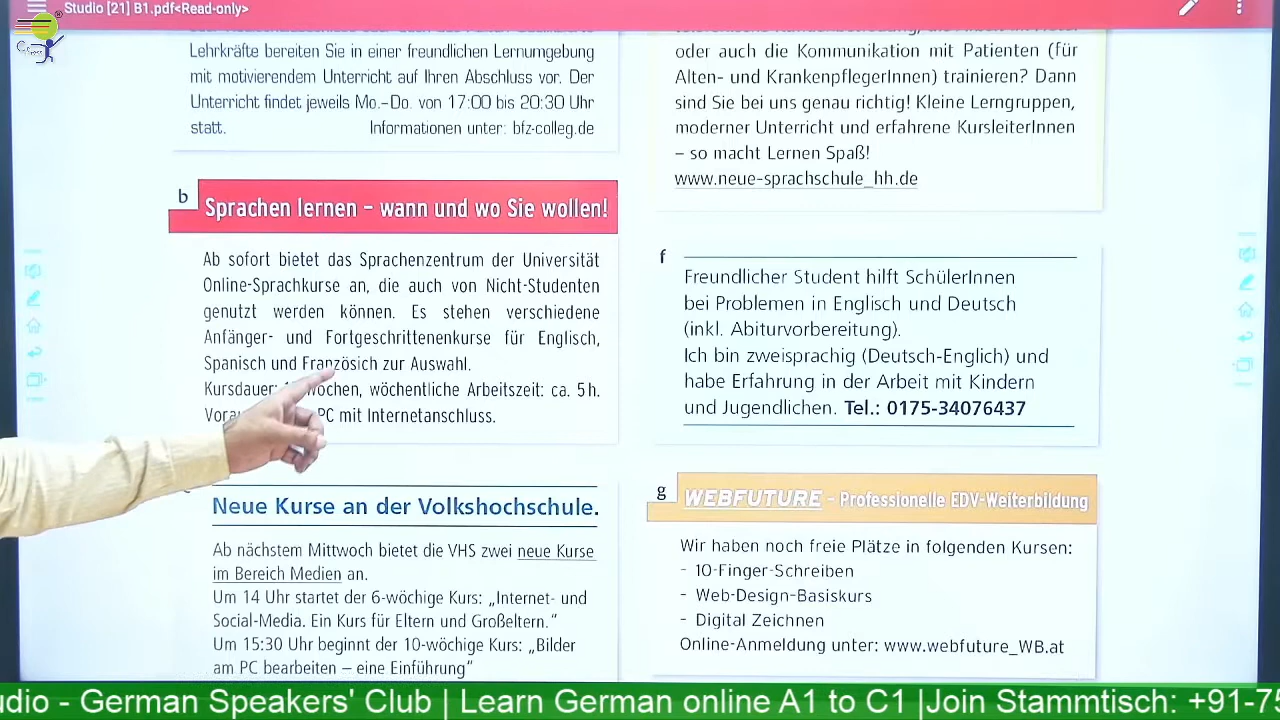 Studio [21] B1.pdf<Read-only>
Lehrkräfte bereiten Sie in einer freundlichen Lernumgebung
mit motivierendem Unterricht auf Ihren Abschluss vor. Der
Unterricht findet jeweils Mo.–Do. von 17:00 bis 20:30 Uhr
statt. Informationen unter: bfz-colleg.de
b
Sprachen lernen – wann und wo Sie wollen!
Ab sofort bietet das Sprachenzentrum der Universität
Online-Sprachkurse an, die auch von Nicht-Studenten
genutzt werden können. Es stehen verschiedene
Anfänger- und Fortgeschrittenenkurse für Englisch,
Spanisch und Französich zur Auswahl.
Kursdauer: Wochen, wöchentliche Arbeitszeit: ca. 5h.
PC mit Internetanschluss.
Neue Kurse an der Volkshochschule.
Ab nächstem Mittwoch bietet die VHS zwei neue Kurse
im Bereich Medien an.
Um 14 Uhr startet der 6-wöchige Kurs: „Internet- und
Social-Media. Ein Kurs für Eltern und Großeltern.“
Um 15:30 Uhr beginnt der 10-wöchige Kurs: „Bilder
am PC bearbeiten – eine Einführung“
oder auch die Kommunikation mit Patienten (für
Alten- und KrankenpflegerInnen) trainieren? Dann
sind Sie bei uns genau richtig! Kleine Lerngruppen,
moderner Unterricht und erfahrene KursleiterInnen
– so macht Lernen Spaß!
www.neue-sprachschule_hh.de
f
Freundlicher Student hilft SchülerInnen
bei Problemen in Englisch und Deutsch
(inkl. Abiturvorbereitung).
Ich bin zweisprachig (Deutsch-Englich) und
habe Erfahrung in der Arbeit mit Kindern
und Jugendlichen. Tel.: 0175-34076437
g
WEBFUTURE – Professionelle EDV-Weiterbildung
Wir haben noch freie Plätze in folgenden Kursen:
- 10-Finger-Schreiben
- Web-Design-Basiskurs
- Digital Zeichnen
Online-Anmeldung unter: www.webfuture_WB.at
udio - German Speakers' Club | Learn German online A1 to C1 |Join Stammtisch: +91-75